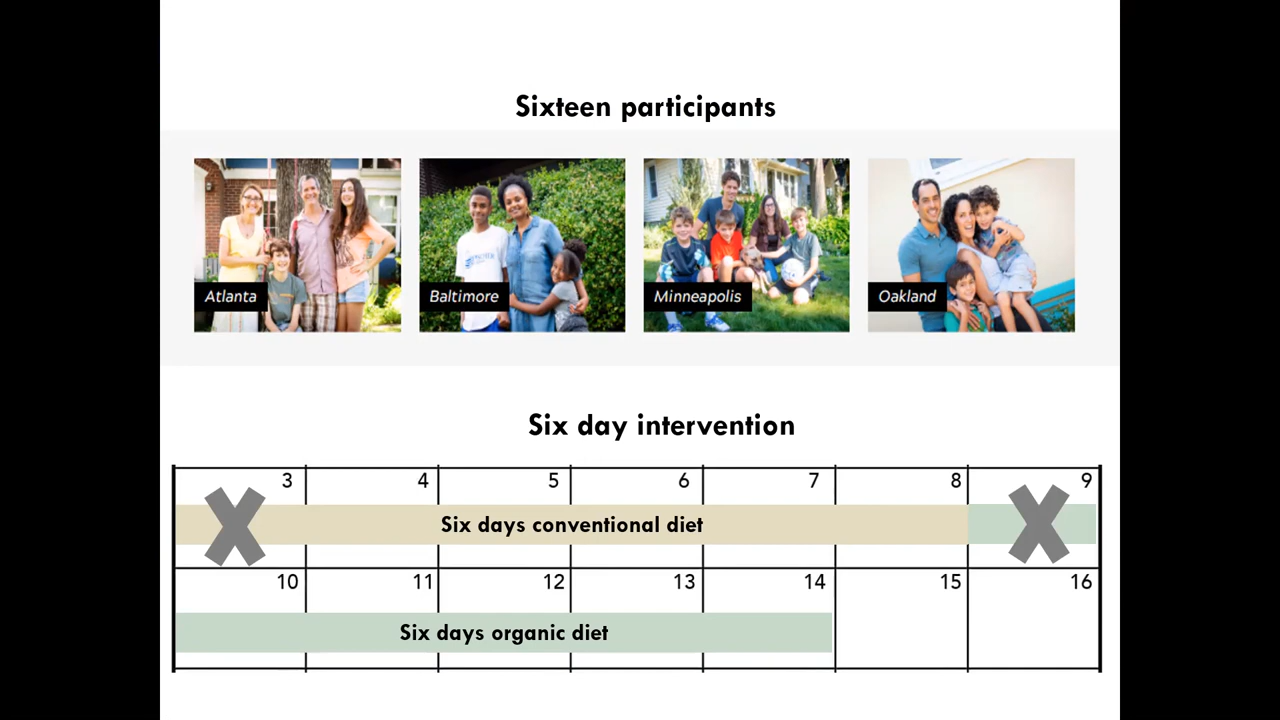 Sixteen participants
Atlanta
Baltimore
Minneapolis
Oakland
Six day intervention
3 4 5 6 7 8 9
Six days conventional diet
10 11 12 13 14 15 16
Six days organic diet